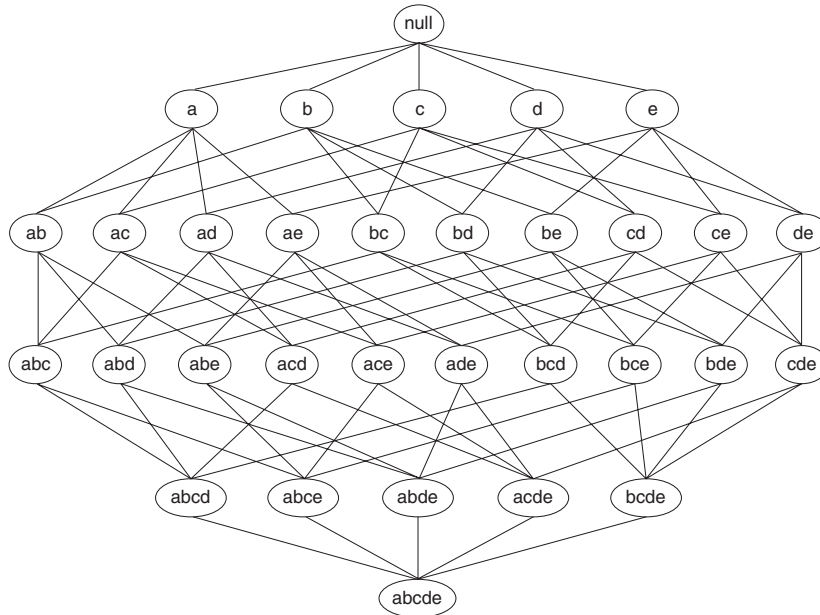 null
a b c d e
ab ac ad ae bc bd be cd ce de
abc abd abe acd ace ade bcd bce bde cde
abcd abce abde acde bcde
abcde